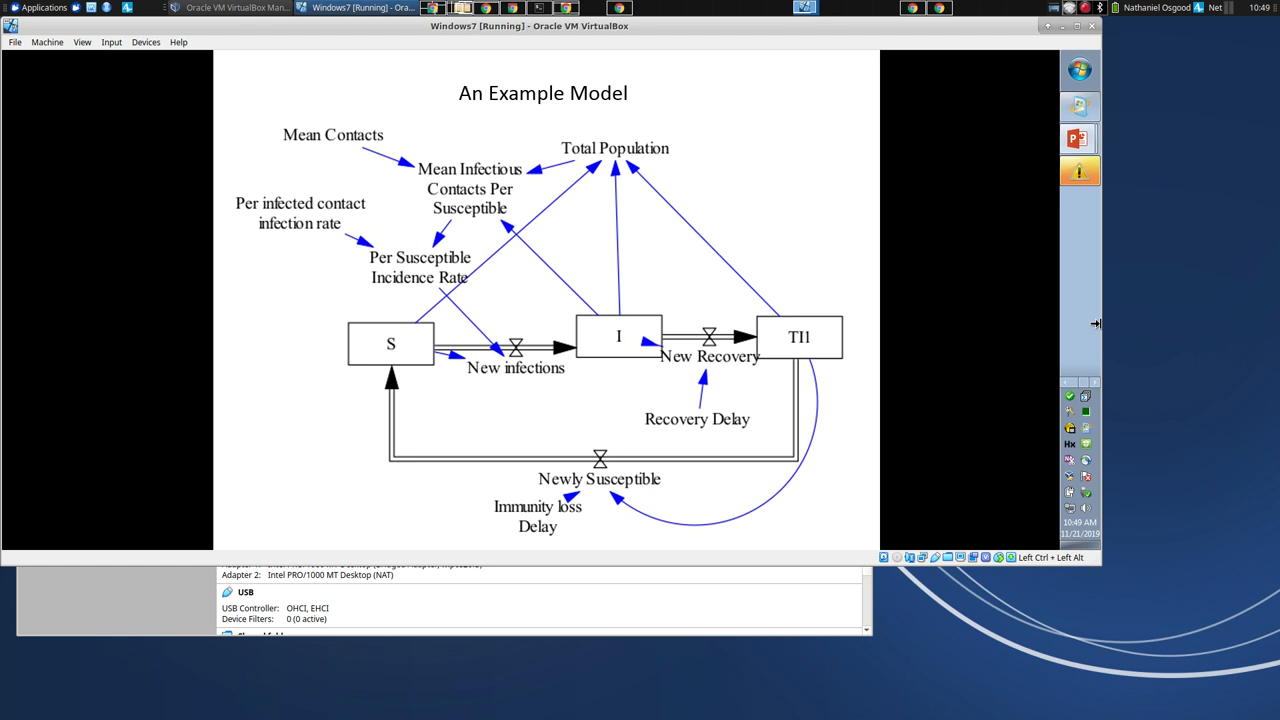 Applications
Oracle VM VirtualBox Man...
Windows7 [Running] - Ora...
Nathaniel Osgood
Net
10:49
Windows7 [Running] - Oracle VM VirtualBox
File
Machine
View
Input
Devices
Help
An Example Model
Mean Contacts
Total Population
Mean Infectious
Contacts Per
Susceptible
Per infected contact
infection rate
Per Susceptible
Incidence Rate
S
I
TI1
New infections
New Recovery
Recovery Delay
Newly Susceptible
Immunity loss
Delay
10:49 AM
11/21/2019
Left Ctrl + Left Alt
Adapter 2: Intel PRO/1000 MT Desktop (NAT)
USB
USB Controller: OHCI, EHCI
Device Filters: 0 (0 active)